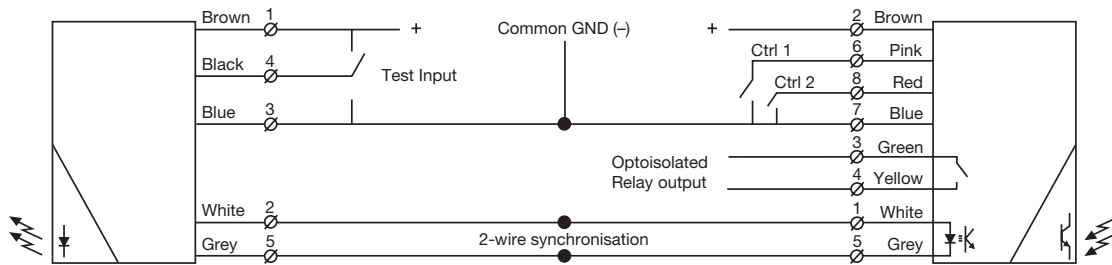 Brown 1 + Common GND (–) + 2 Brown
Ctrl 1 6 Pink
Black 4 Test Input Ctrl 2 8 Red
Blue 3 7 Blue
3 Green
Optoisolated
Relay output
4 Yellow
White 2 1 White
Grey 5 2-wire synchronisation 5 Grey